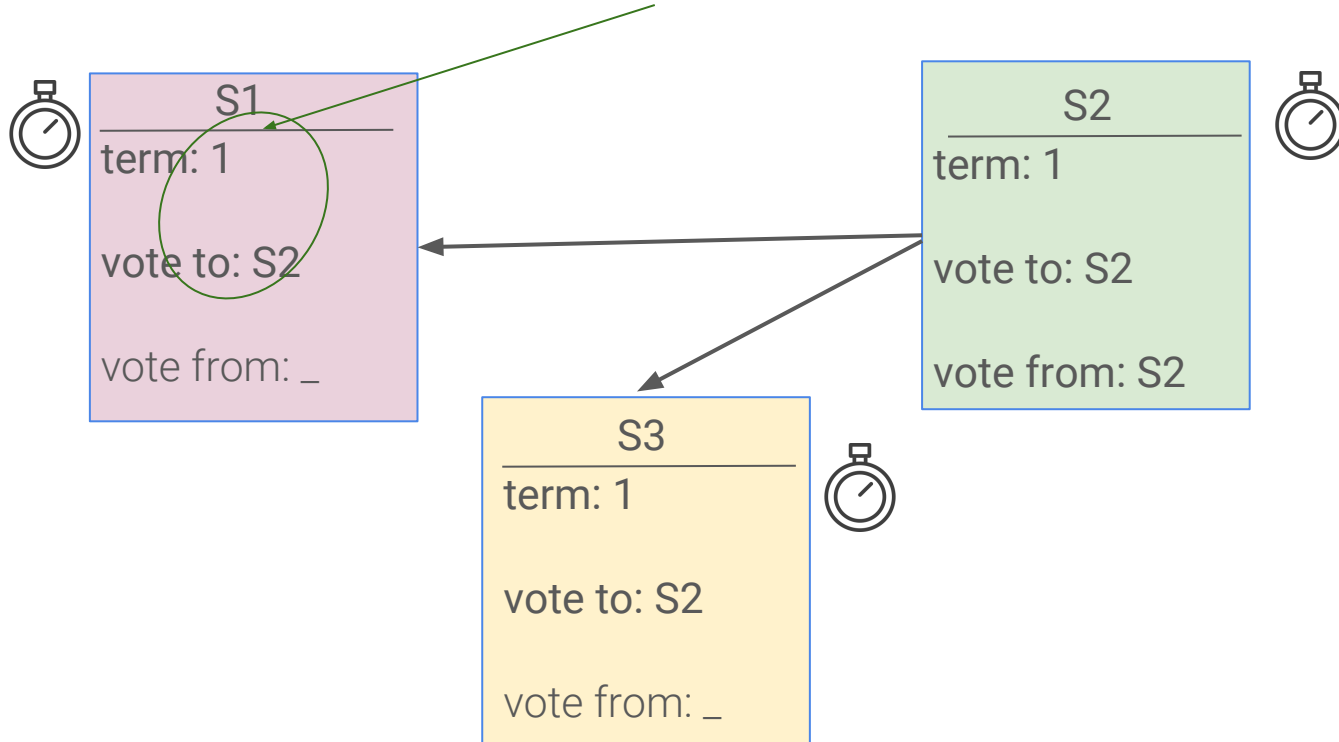 S1
term: 1
vote to: S2
vote from: _
S2
term: 1
vote to: S2
vote from: S2
S3
term: 1
vote to: S2
vote from: _